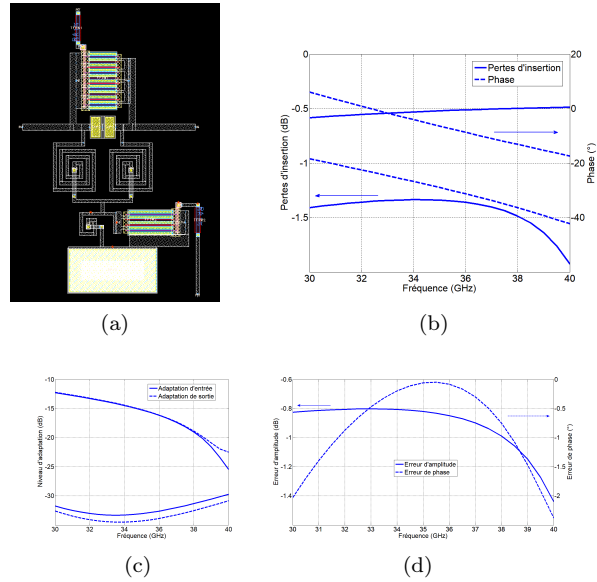 (a)
0
-0.5
-1
-1.5
30
32
34
36
38
40
20
0
-20
-40
Pertes d'insertion (dB)
Phase (°)
Fréquence (GHz)
Pertes d'insertion
Phase
(b)
-10
-15
-20
-25
-30
30
32
34
36
38
40
Niveau d'adaptation (dB)
Fréquence (GHz)
Adaptation d'entrée
Adaptation de sortie
(c)
-0.6
-0.8
-1
-1.2
-1.4
30
31
32
33
34
35
36
37
38
39
40
0
-0.5
-1
-1.5
-2
Erreur d'amplitude (dB)
Erreur de phase (°)
Fréquence (GHz)
Erreur d'amplitude
Erreur de phase
(d)